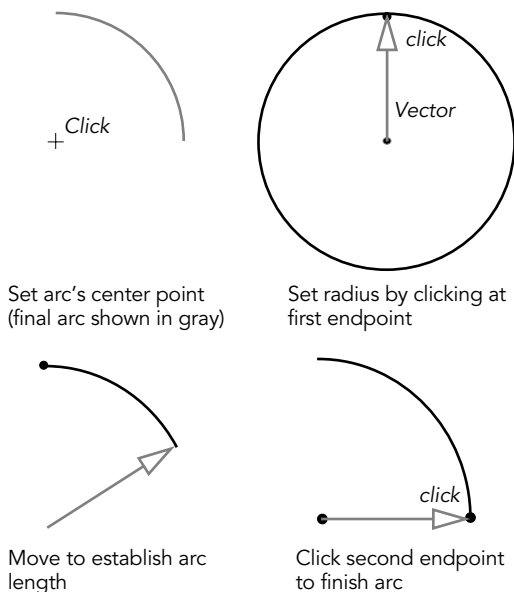 Click
click
Vector
Set arc's center point
(final arc shown in gray)
Set radius by clicking at
first endpoint
click
Move to establish arc
length
Click second endpoint
to finish arc